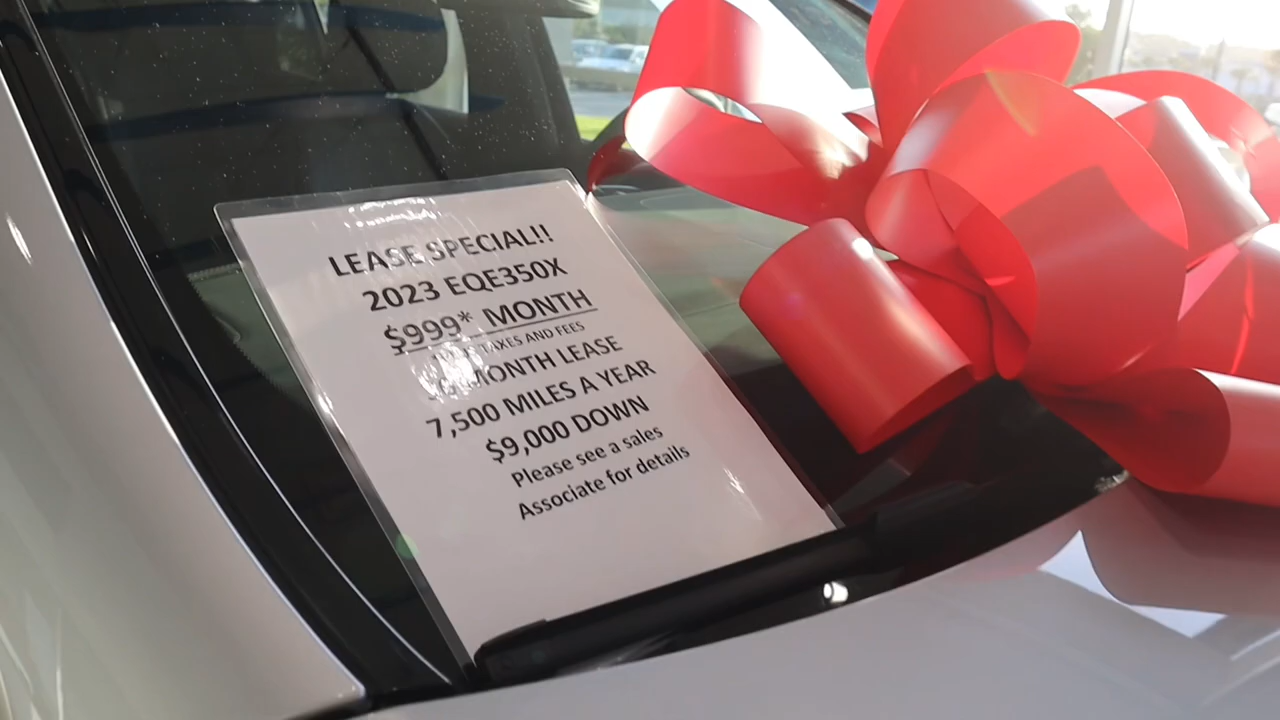 LEASE SPECIAL!!
2023 EQE350X
$999* MONTH
TAXES AND FEES
MONTH LEASE
7,500 MILES A YEAR
$9,000 DOWN
Please see a sales
Associate for details